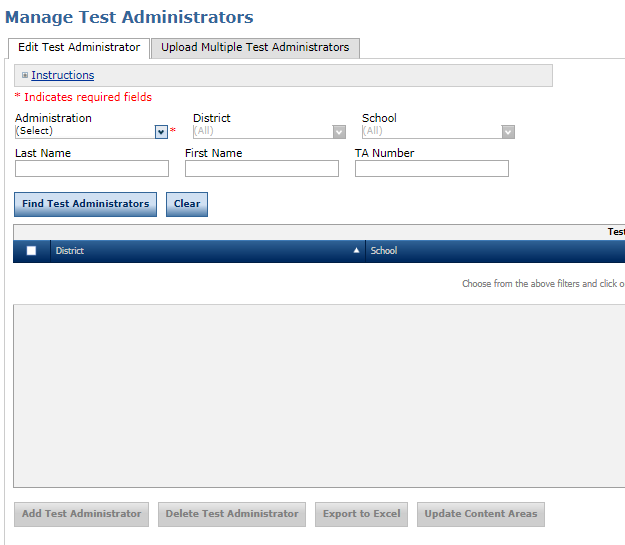 Manage Test Administrators
Edit Test Administrator Upload Multiple Test Administrators
Instructions
* Indicates required fields
Administration District School
(Select) * (All) (All)
Last Name First Name TA Number
Find Test Administrators Clear
Test
District School
Choose from the above filters and click o
Add Test Administrator Delete Test Administrator Export to Excel Update Content Areas